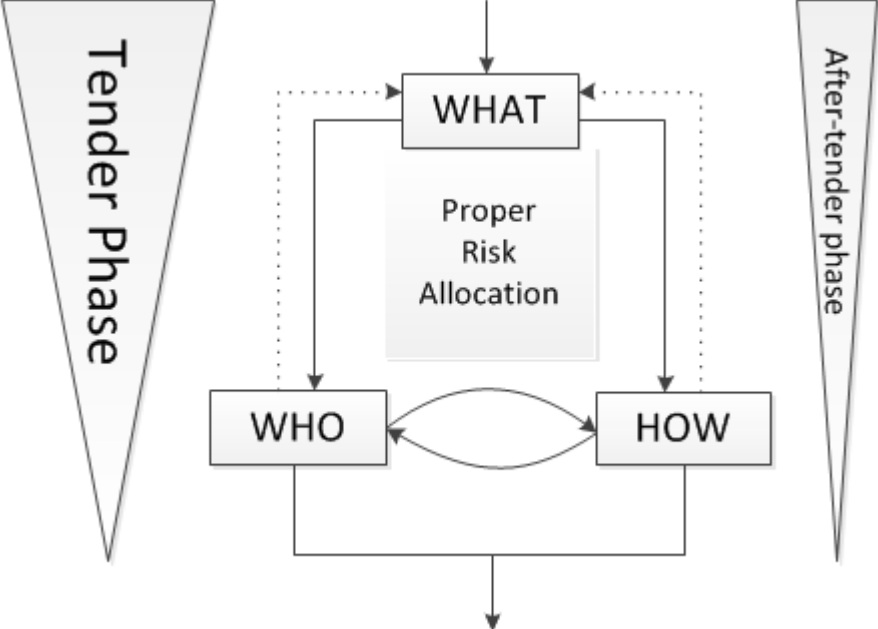 Tender Phase
WHAT
Proper
Risk
Allocation
WHO
HOW
After-tender phase